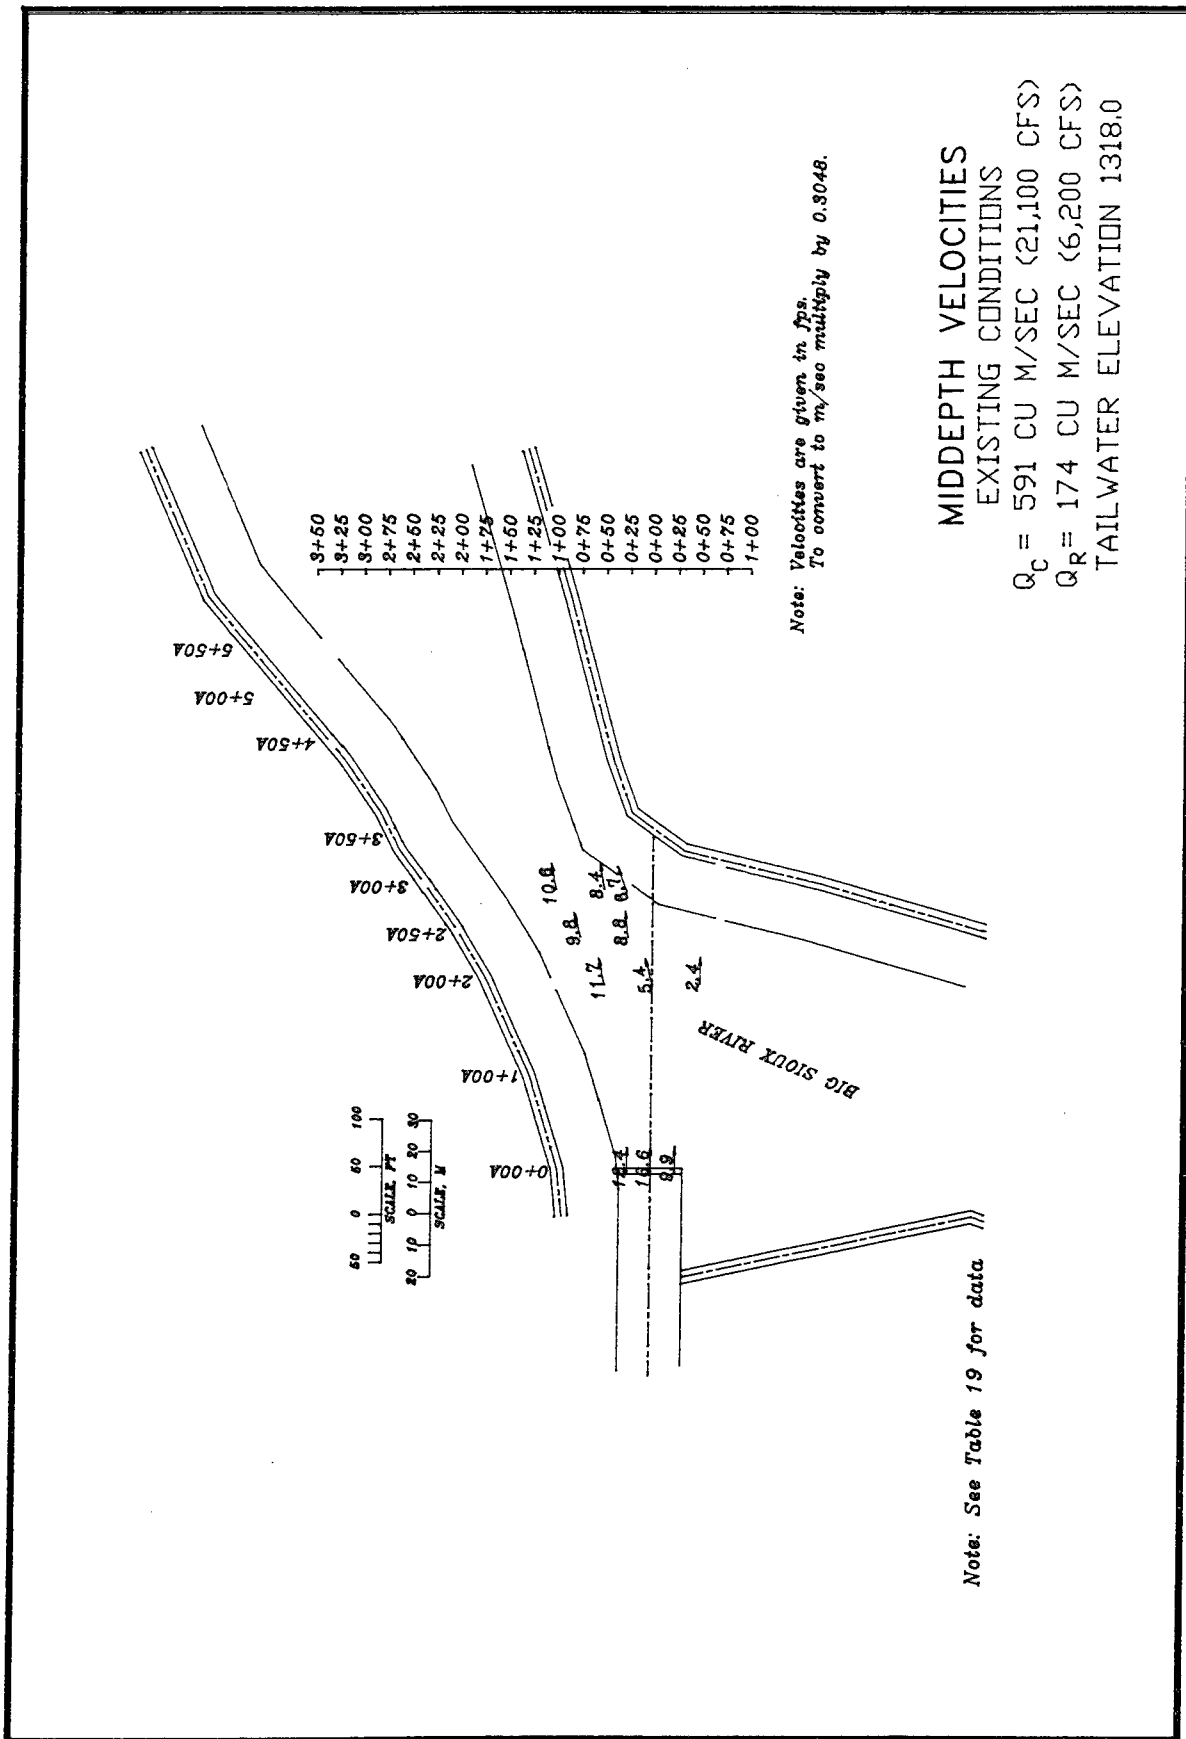 50 0 50 100
SCALE, FT
20 10 0 10 20 30
SCALE, M
0+00A
1+00A
2+00A
2+50A
3+00A
3+50A
4+50A
5+00A
5+50A
3+50
3+25
3+00
2+75
2+50
2+25
2+00
1+75
1+50
1+25
1+00
0+75
0+50
0+25
0+00
0+25
0+50
0+75
1+00
16.6
9.9
11.7
5.4
2.4
9.8
8.8
10.6
8.4
6.7
BIG SIOUX RIVER
Note: Velocities are given in fps.
To convert to m/sec multiply by 0.3048.
Note: See Table 19 for data
MIDDEPTH VELOCITIES
EXISTING CONDITIONS
QC = 591 CU M/SEC (21,100 CFS)
QR = 174 CU M/SEC (6,200 CFS)
TAILWATER ELEVATION 1318.0